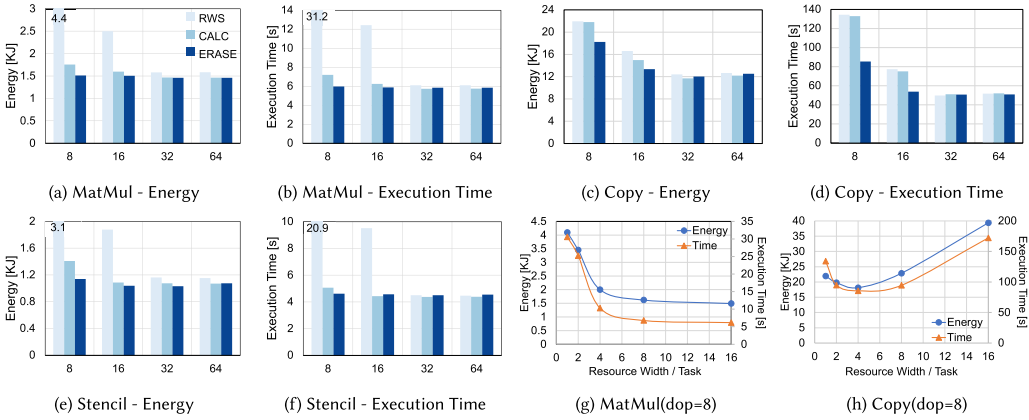 3
2.5
2
1.5
1
0.5
0
4.4
RWS
CALC
ERASE
Energy [KJ]
8 16 32 64
(a) MatMul - Energy
14
12
10
8
6
4
2
0
31.2
Execution Time [s]
8 16 32 64
(b) MatMul - Execution Time
24
20
16
12
8
4
0
Energy [KJ]
8 16 32 64
(c) Copy - Energy
140
120
100
80
60
40
20
0
Execution Time [s]
8 16 32 64
(d) Copy - Execution Time
2
1.6
1.2
0.8
0.4
0
3.1
Energy [KJ]
8 16 32 64
(e) Stencil - Energy
10
8
6
4
2
0
20.9
Execution Time [s]
8 16 32 64
(f) Stencil - Execution Time
4.5
4
3.5
3
2.5
2
1.5
1
0.5
0
Energy [KJ]
Energy
Time
35
30
25
20
15
10
5
0
Execution Time [s]
0 2 4 6 8 10 12 14 16
Resource Width / Task
(g) MatMul(dop=8)
40
35
30
25
20
15
10
5
0
Energy [KJ]
Energy
Time
200
150
100
50
0
Execution Time [s]
0 2 4 6 8 10 12 14 16
Resource Width / Task
(h) Copy(dop=8)